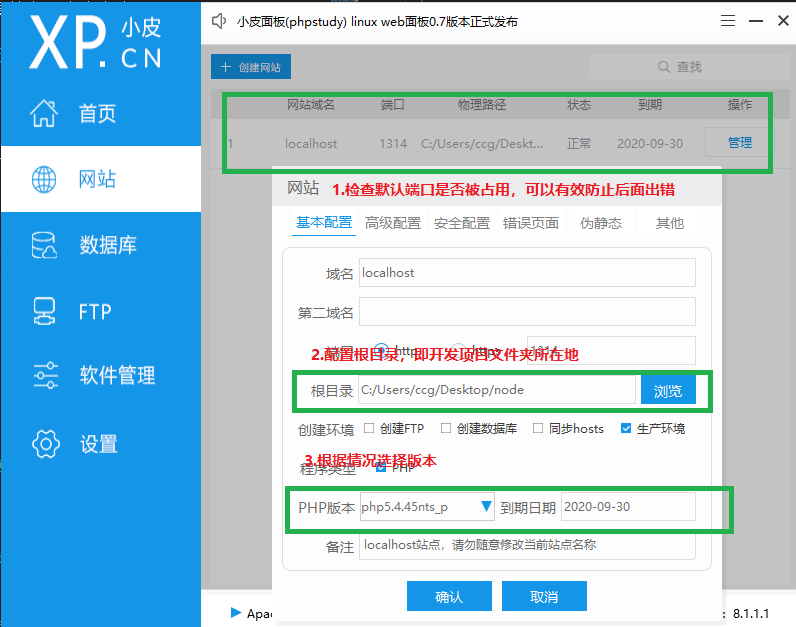 XP.CN 小皮
小皮面板(phpstudy) linux web面板0.7版本正式发布
首页
网站
数据库
FTP
软件管理
设置
创建网站
查找
网站域名 端口 物理路径 状态 到期 操作
1 localhost 1314 C:/Users/ccg/Deskt... 正常 2020-09-30 管理
网站
1.检查默认端口是否被占用，可以有效防止后面出错
基本配置 高级配置 安全配置 错误页面 伪静态 其他
域名 localhost
第二域名
端口 http https 1314
2.配置根目录，即开发项目文件夹所在地
根目录 C:/Users/ccg/Desktop/node 浏览
创建环境 创建FTP 创建数据库 同步hosts 生产环境
3.根据情况选择版本
程序类型 PHP
PHP版本 php5.4.45nts_p 到期日期 2020-09-30
备注 localhost站点，请勿随意修改当前站点名称
确认 取消
Apac : 8.1.1.1